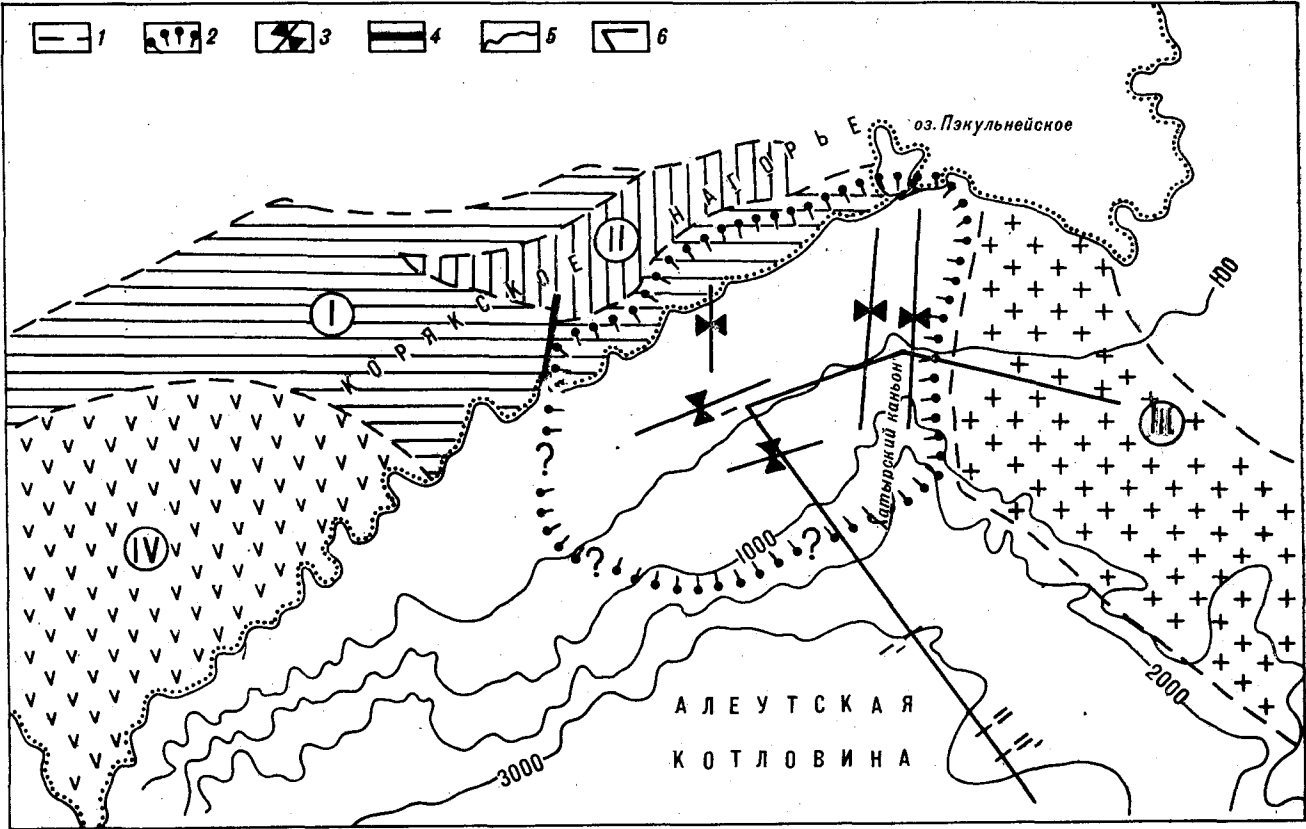 1 2 3 4 5 6
оз. Пэкульнейское
КОРЯКСКОЕ НАГОРЬЕ
II
I
100
III
Хатырский каньон
?
IV
1000
?
?
2000
АЛЕУТСКАЯ
КОТЛОВИНА
3000